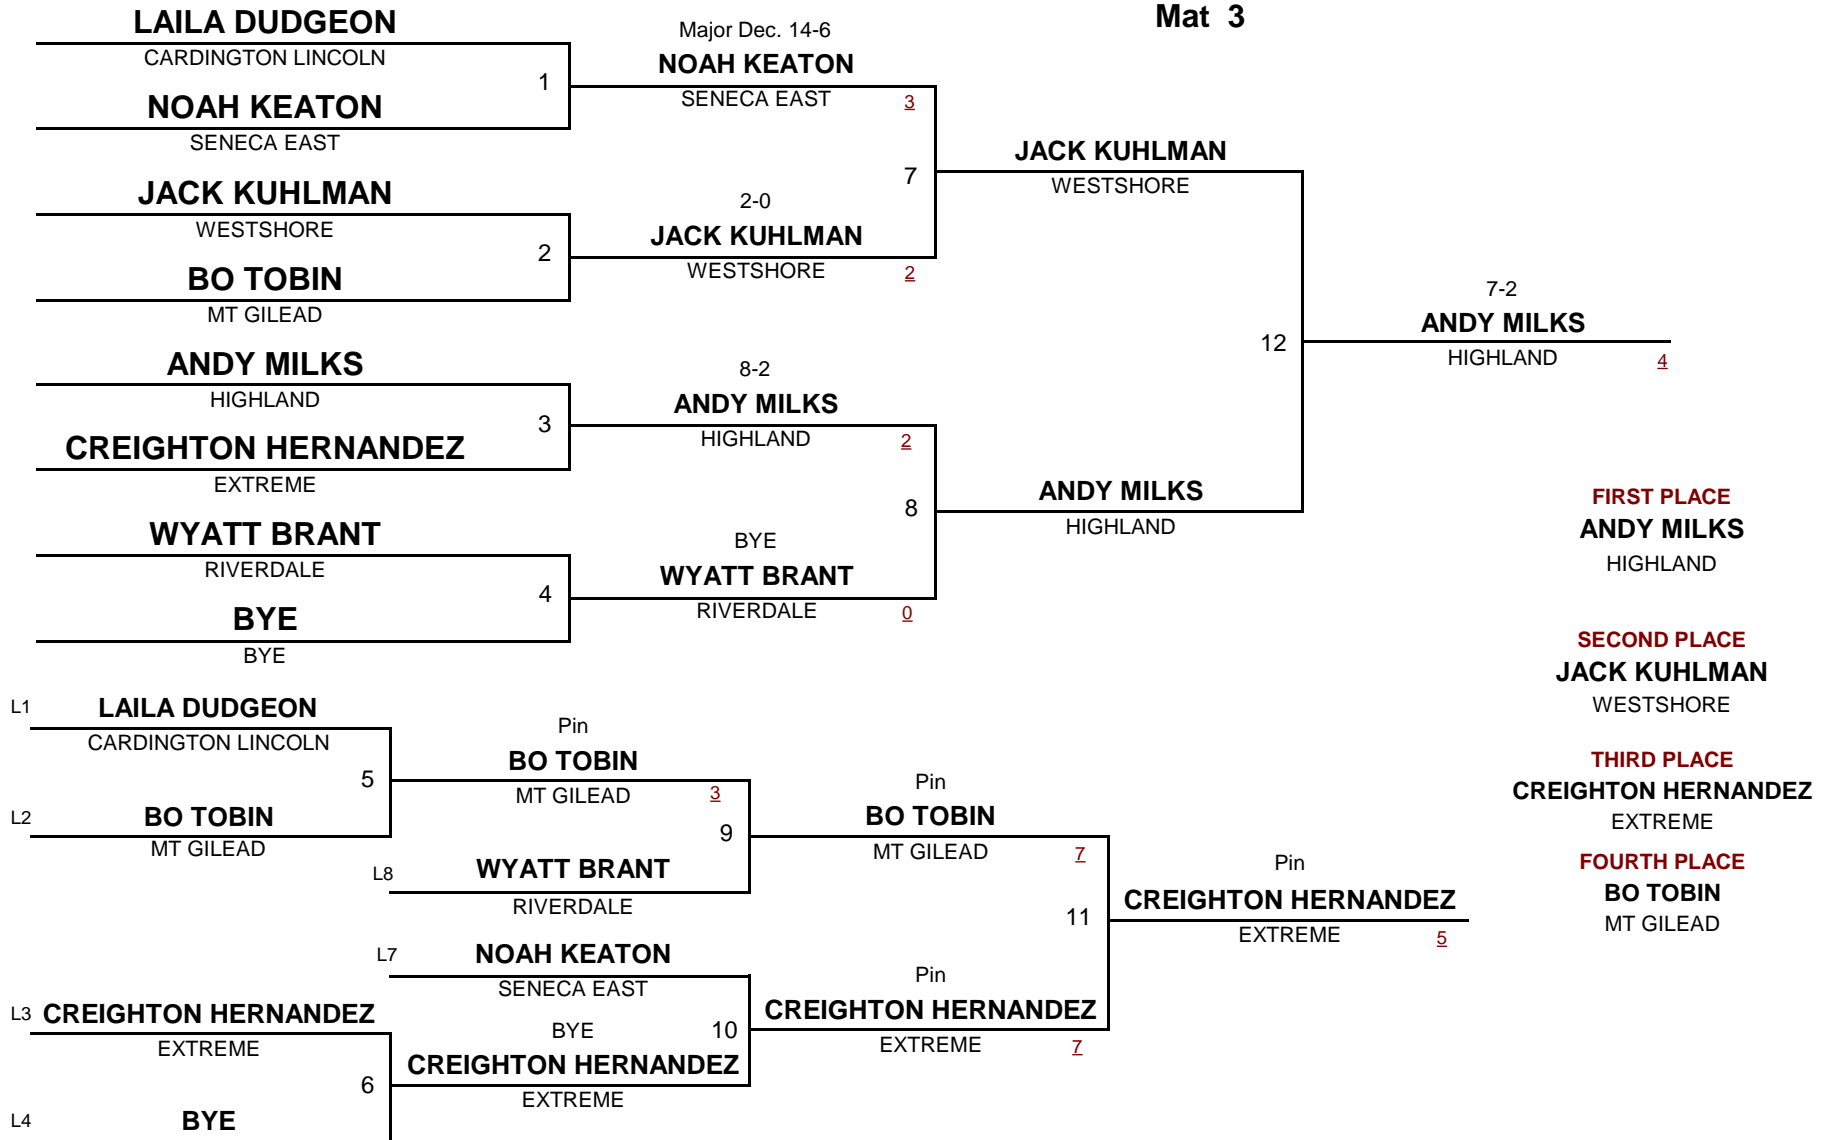 Mat 3
LAILA DUDGEON
CARDINGTON LINCOLN
1
NOAH KEATON
SENECA EAST
JACK KUHLMAN
WESTSHORE
2
BO TOBIN
MT GILEAD
ANDY MILKS
HIGHLAND
3
CREIGHTON HERNANDEZ
EXTREME
WYATT BRANT
RIVERDALE
4
BYE
BYE
Major Dec. 14-6
NOAH KEATON
SENECA EAST 3
7
2-0
JACK KUHLMAN
WESTSHORE 2
8-2
ANDY MILKS
HIGHLAND 2
8
BYE
WYATT BRANT
RIVERDALE 0
JACK KUHLMAN
WESTSHORE
12
ANDY MILKS
HIGHLAND
7-2
ANDY MILKS
HIGHLAND 4
L1 LAILA DUDGEON
CARDINGTON LINCOLN
5
L2 BO TOBIN
MT GILEAD
L3 CREIGHTON HERNANDEZ
EXTREME
6
L4 BYE
Pin
BO TOBIN
MT GILEAD 3
9
L8 WYATT BRANT
RIVERDALE
L7 NOAH KEATON
SENECA EAST
BYE 10
CREIGHTON HERNANDEZ
EXTREME
Pin
BO TOBIN
MT GILEAD 7
11
Pin
CREIGHTON HERNANDEZ
EXTREME 7
Pin
CREIGHTON HERNANDEZ
EXTREME 5
FIRST PLACE
ANDY MILKS
HIGHLAND
SECOND PLACE
JACK KUHLMAN
WESTSHORE
THIRD PLACE
CREIGHTON HERNANDEZ
EXTREME
FOURTH PLACE
BO TOBIN
MT GILEAD